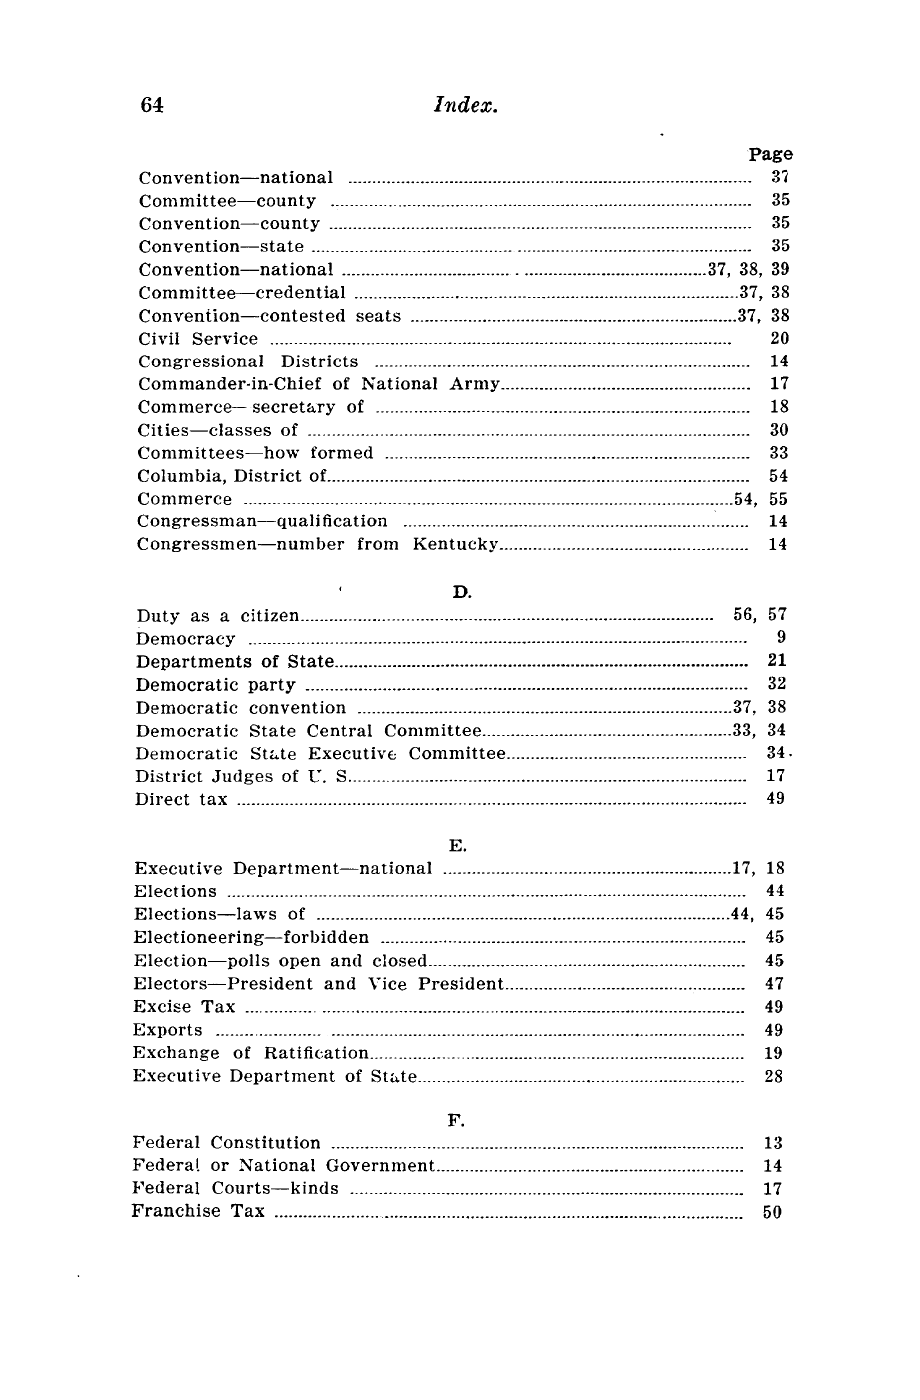 64 Index.
Page
Convention—national 37
Committee—county 35
Convention—county 35
Convention—state 35
Convention—national 37, 38, 39
Committee—credential 37, 38
Convention—contested seats 37, 38
Civil Service 20
Congressional Districts 14
Commander-in-Chief of National Army 17
Commerce—secretary of 18
Cities—classes of 30
Committees—how formed 33
Columbia, District of 54
Commerce 54, 55
Congressman—qualification 14
Congressmen—number from Kentucky 14
D.
Duty as a citizen 56, 57
Democracy 9
Departments of State 21
Democratic party 32
Democratic convention 37, 38
Democratic State Central Committee 33, 34
Democratic State Executive Committee 34
District Judges of U. S. 17
Direct tax 49
E.
Executive Department—national 17, 18
Elections 44
Elections—laws of 44, 45
Electioneering—forbidden 45
Election—polls open and closed 45
Electors—President and Vice President 47
Excise Tax 49
Exports 49
Exchange of Ratification 19
Executive Department of State 28
F.
Federal Constitution 13
Federal or National Government 14
Federal Courts—kinds 17
Franchise Tax 50